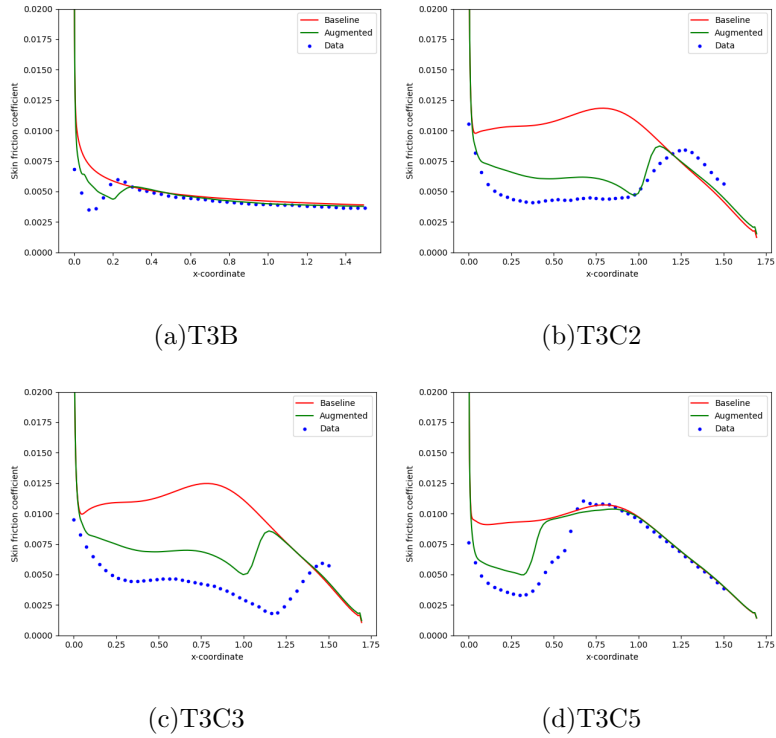 0.0200
0.0175
0.0150
0.0125
0.0100
0.0075
0.0050
0.0025
0.0000
Skin friction coefficient
Baseline
Augmented
Data
0.0 0.2 0.4 0.6 0.8 1.0 1.2 1.4
x-coordinate
(a)T3B
0.0200
0.0175
0.0150
0.0125
0.0100
0.0075
0.0050
0.0025
0.0000
Skin friction coefficient
Baseline
Augmented
Data
0.00 0.25 0.50 0.75 1.00 1.25 1.50 1.75
x-coordinate
(b)T3C2
0.0200
0.0175
0.0150
0.0125
0.0100
0.0075
0.0050
0.0025
0.0000
Skin friction coefficient
Baseline
Augmented
Data
0.00 0.25 0.50 0.75 1.00 1.25 1.50 1.75
x-coordinate
(c)T3C3
0.0200
0.0175
0.0150
0.0125
0.0100
0.0075
0.0050
0.0025
0.0000
Skin friction coefficient
Baseline
Augmented
Data
0.00 0.25 0.50 0.75 1.00 1.25 1.50 1.75
x-coordinate
(d)T3C5